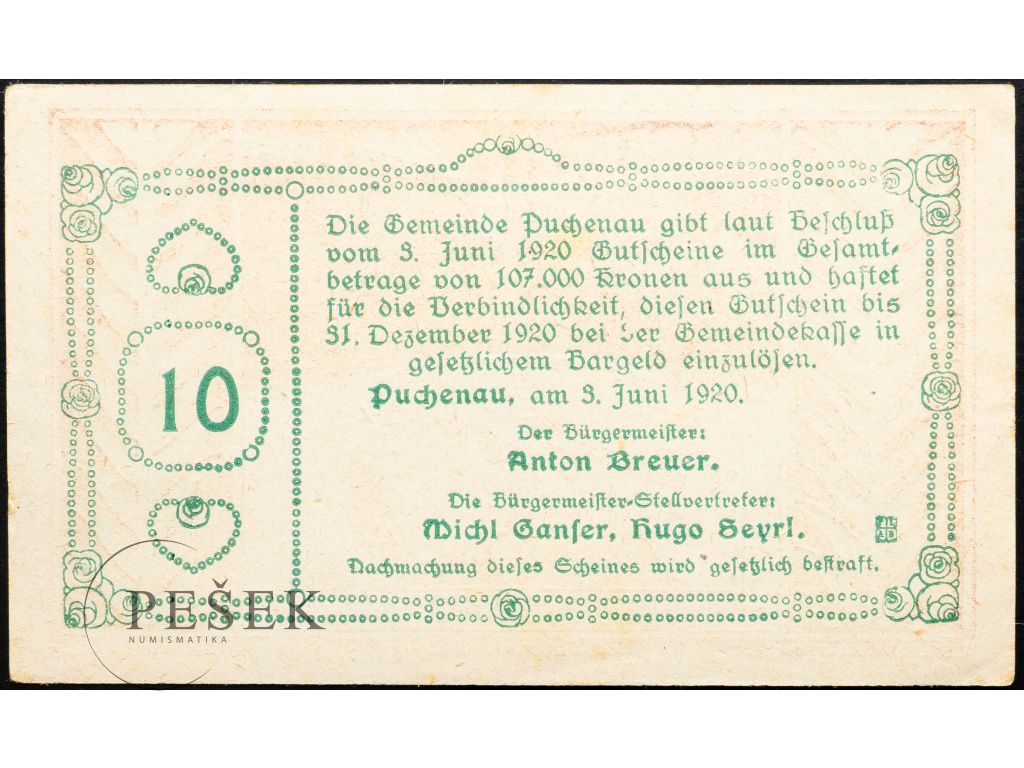 Die Gemeinde Puchenau gibt laut Beschluß
vom 3. Juni 1920 Gutscheine im Gesamt-
betrage von 107.000 Kronen aus und haftet
für die Verbindlichkeit, diesen Gutschein bis
31. Dezember 1920 bei der Gemeindekasse in
gesetzlichem Bargeld einzulösen.
Puchenau, am 3. Juni 1920.
Der Bürgermeister:
Anton Breuer.
Die Bürgermeister-Stellvertreter:
Michl Ganser, Hugo Seyrl.
Nachmachung dieses Scheines wird gesetzlich bestraft.
10
PEŠEK
NUMISMATIKA